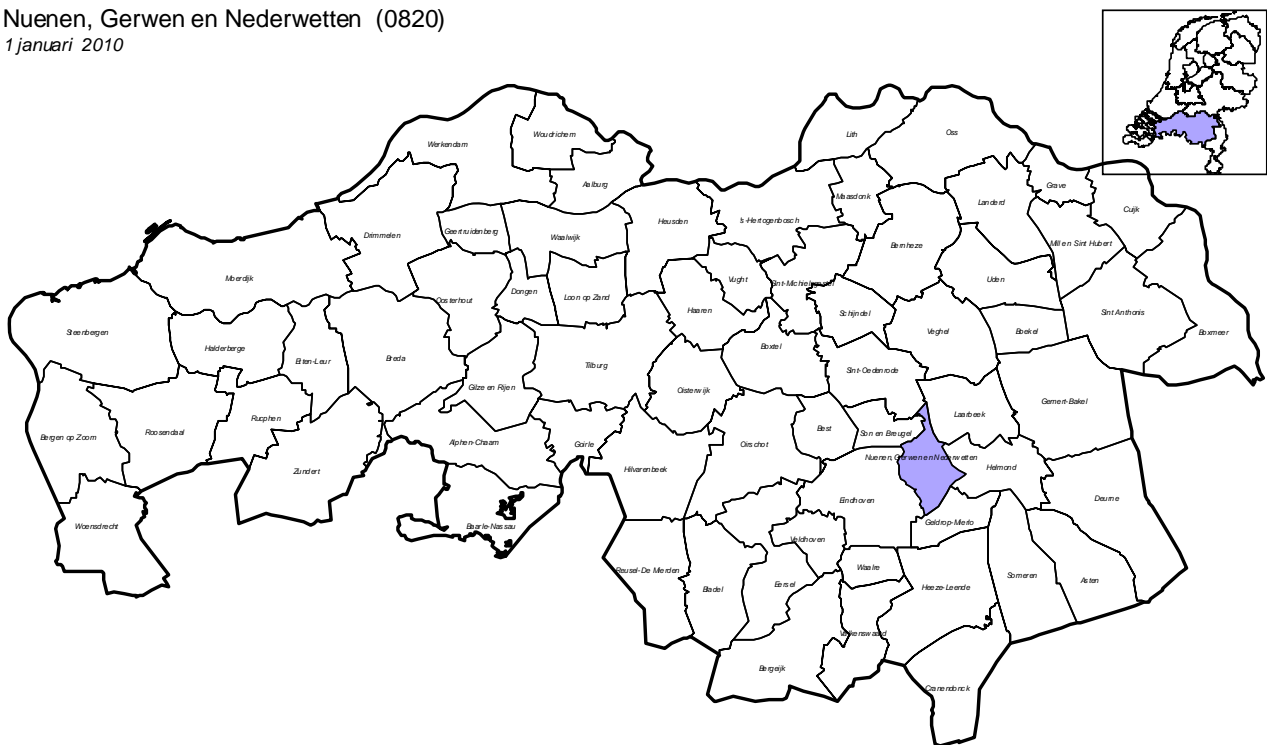 Nuenen, Gerwen en Nederwetten (0820)
1 januari 2010
Woudrichem
Werkendam
Lith
Oss
Aalburg
Grave
Maasdonk
Landerd
Cuijk
Heusden
's-Hertogenbosch
Geertruidenberg
Drimmelen
Waalwijk
Bernheze
Mill en Sint Hubert
Moerdijk
Vught
Uden
Sint-Michielsgestel
Dongen
Loon op Zand
Oosterhout
Haaren
Schijndel
Sint Anthonis
Steenbergen
Veghel
Boekel
Boxmeer
Halderberge
Boxtel
Etten-Leur
Breda
Tilburg
Sint-Oedenrode
Gilze en Rijen
Oisterwijk
Gemert-Bakel
Laarbeek
Rucphen
Best
Roosendaal
Son en Breugel
Bergen op Zoom
Alphen-Chaam
Goirle
Oirschot
Nuenen, Gerwen en Nederwetten
Zundert
Hilvarenbeek
Helmond
Eindhoven
Deurne
Woensdrecht
Baarle-Nassau
Geldrop-Mierlo
Veldhoven
Reusel-De Mierden
Waalre
Someren
Asten
Eersel
Bladel
Heeze-Leende
Valkenswaard
Bergeijk
Cranendonck